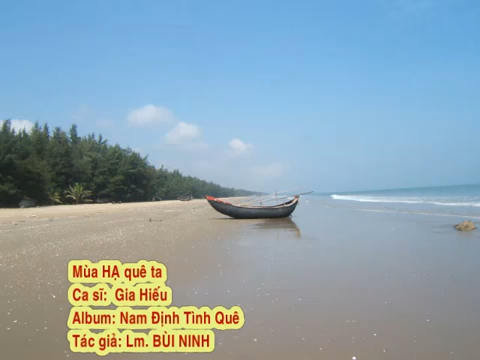 Mùa HẠ quê ta
Ca sĩ: Gia Hiếu
Album: Nam Định Tình Quê
Tác giả: Lm. BÙI NINH